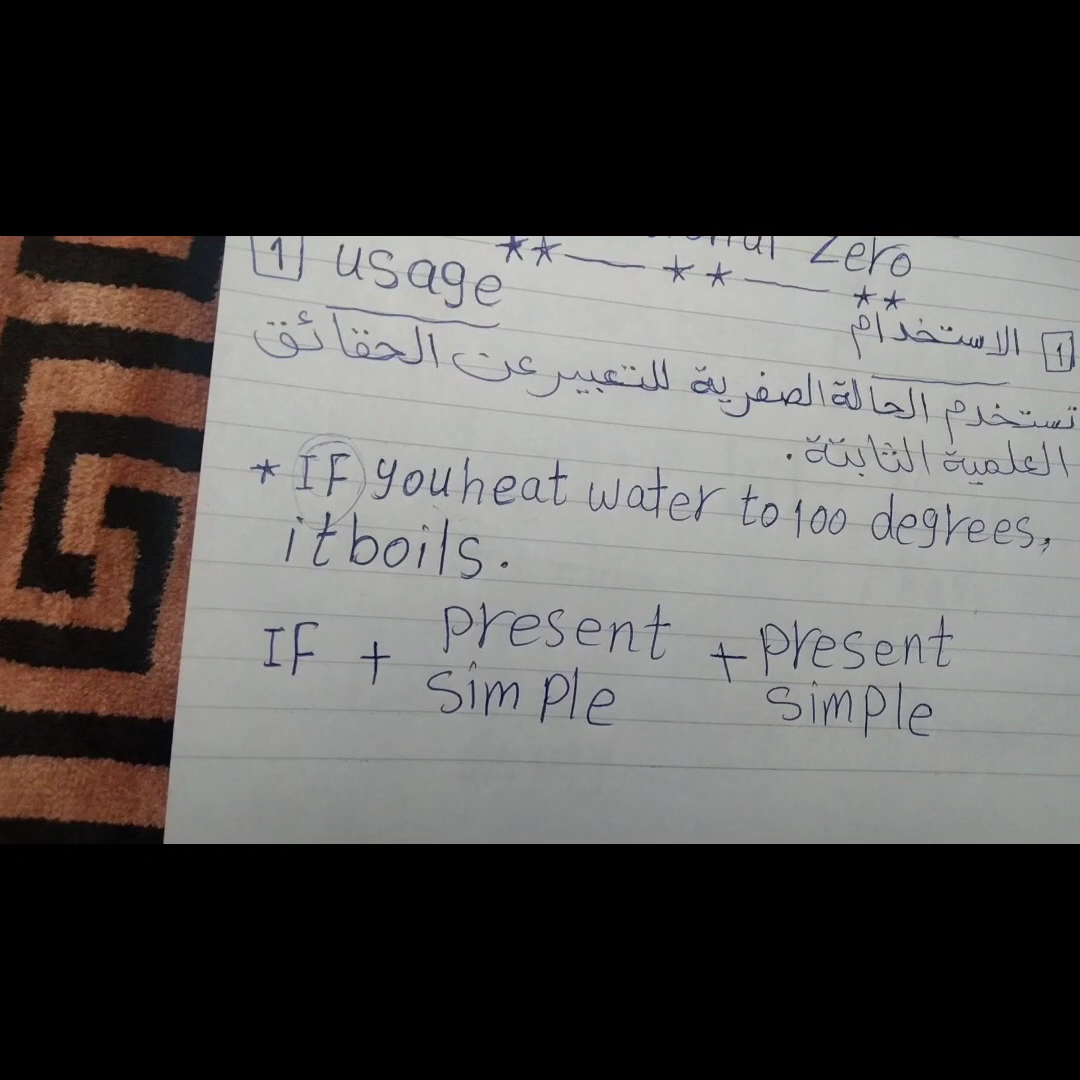 Zero
1 usage
** ** **
1 الاستخدام
تستخدم الحالة الصفرية للتعبير عن الحقائق
العلمية الثابتة.
* IF you heat water to 100 degrees,
it boils.
IF + present + present
simple simple